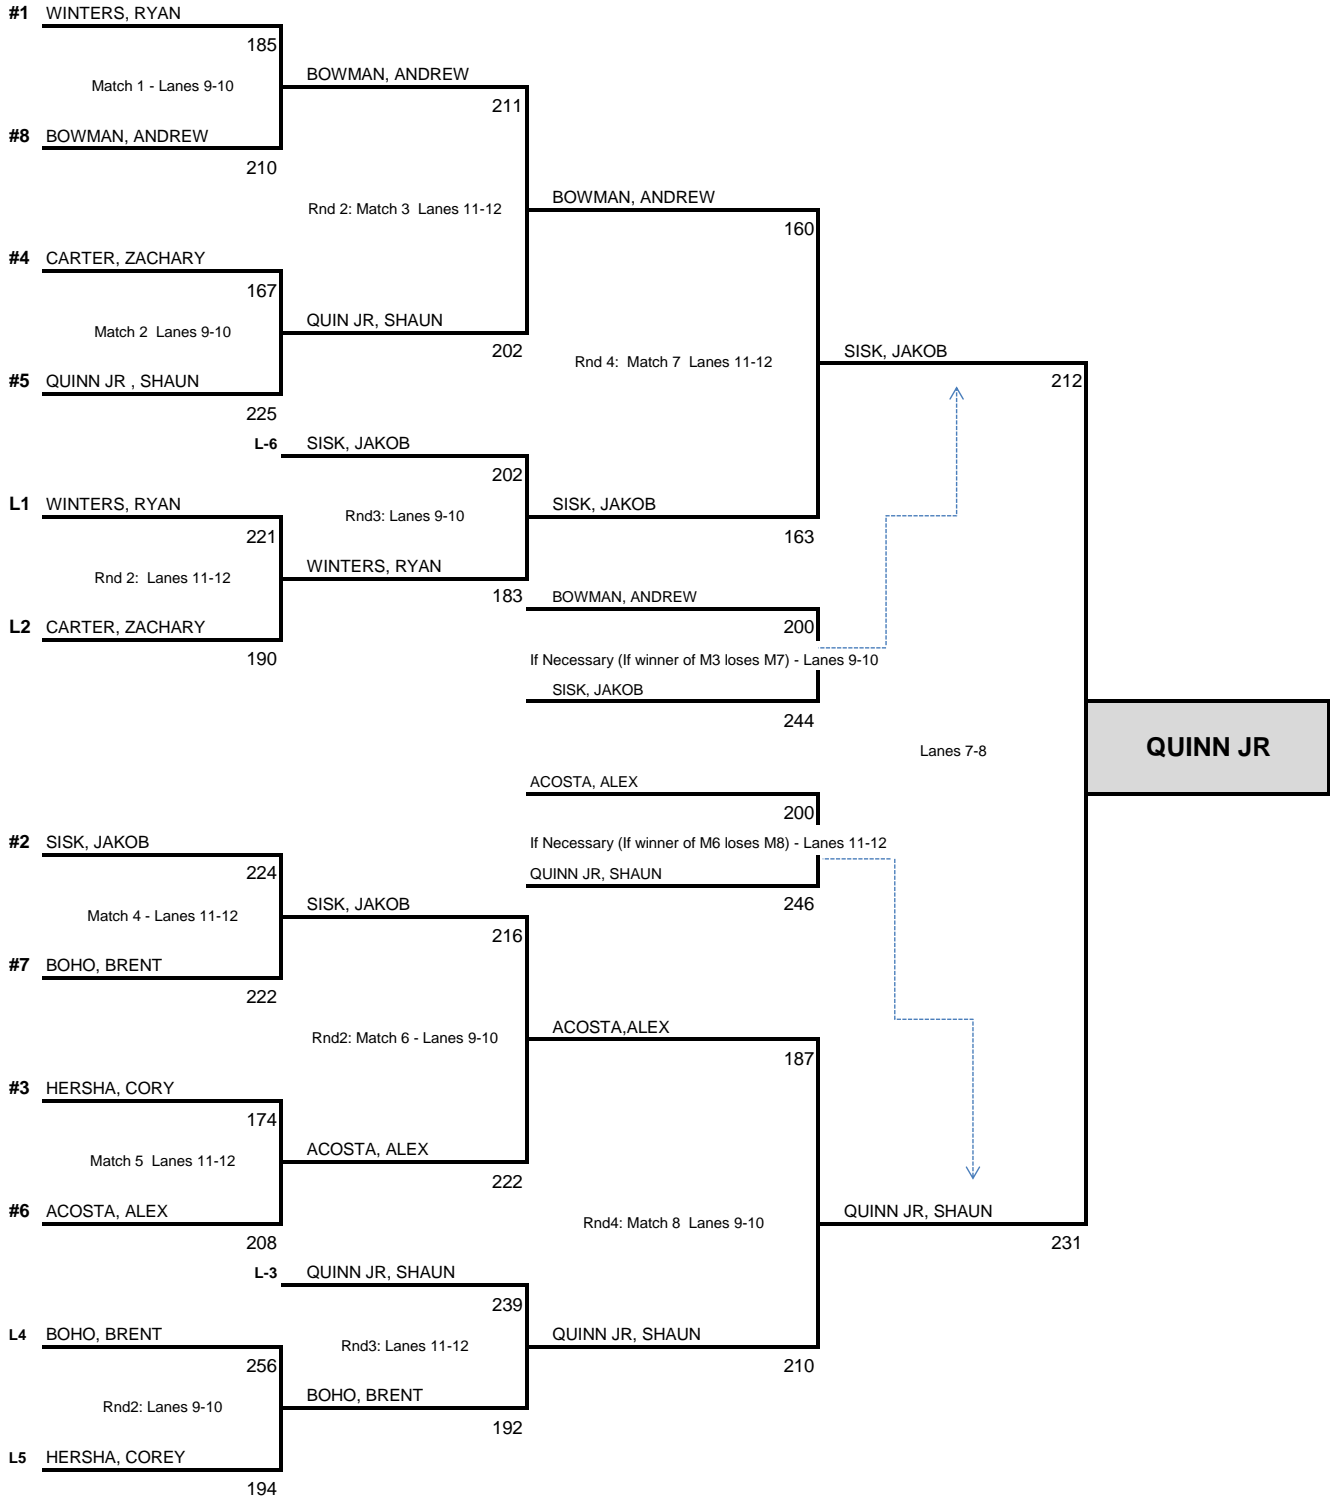 #1 WINTERS, RYAN
185
Match 1 - Lanes 9-10
BOWMAN, ANDREW
211
#8 BOWMAN, ANDREW
210
Rnd 2: Match 3 Lanes 11-12
BOWMAN, ANDREW
160
#4 CARTER, ZACHARY
167
Match 2 Lanes 9-10
QUIN JR, SHAUN
202
#5 QUINN JR , SHAUN
225
Rnd 4: Match 7 Lanes 11-12
SISK, JAKOB
212
L-6 SISK, JAKOB
202
L1 WINTERS, RYAN
221
Rnd3: Lanes 9-10
SISK, JAKOB
163
Rnd 2: Lanes 11-12
WINTERS, RYAN
183
L2 CARTER, ZACHARY
190
BOWMAN, ANDREW
200
If Necessary (If winner of M3 loses M7) - Lanes 9-10
SISK, JAKOB
244
Lanes 7-8
QUINN JR
ACOSTA, ALEX
200
If Necessary (If winner of M6 loses M8) - Lanes 11-12
QUINN JR, SHAUN
246
#2 SISK, JAKOB
224
Match 4 - Lanes 11-12
SISK, JAKOB
216
#7 BOHO, BRENT
222
Rnd2: Match 6 - Lanes 9-10
ACOSTA,ALEX
187
#3 HERSHA, CORY
174
Match 5 Lanes 11-12
ACOSTA, ALEX
222
#6 ACOSTA, ALEX
208
Rnd4: Match 8 Lanes 9-10
QUINN JR, SHAUN
231
L-3 QUINN JR, SHAUN
239
L4 BOHO, BRENT
256
Rnd3: Lanes 11-12
QUINN JR, SHAUN
210
Rnd2: Lanes 9-10
BOHO, BRENT
192
L5 HERSHA, COREY
194